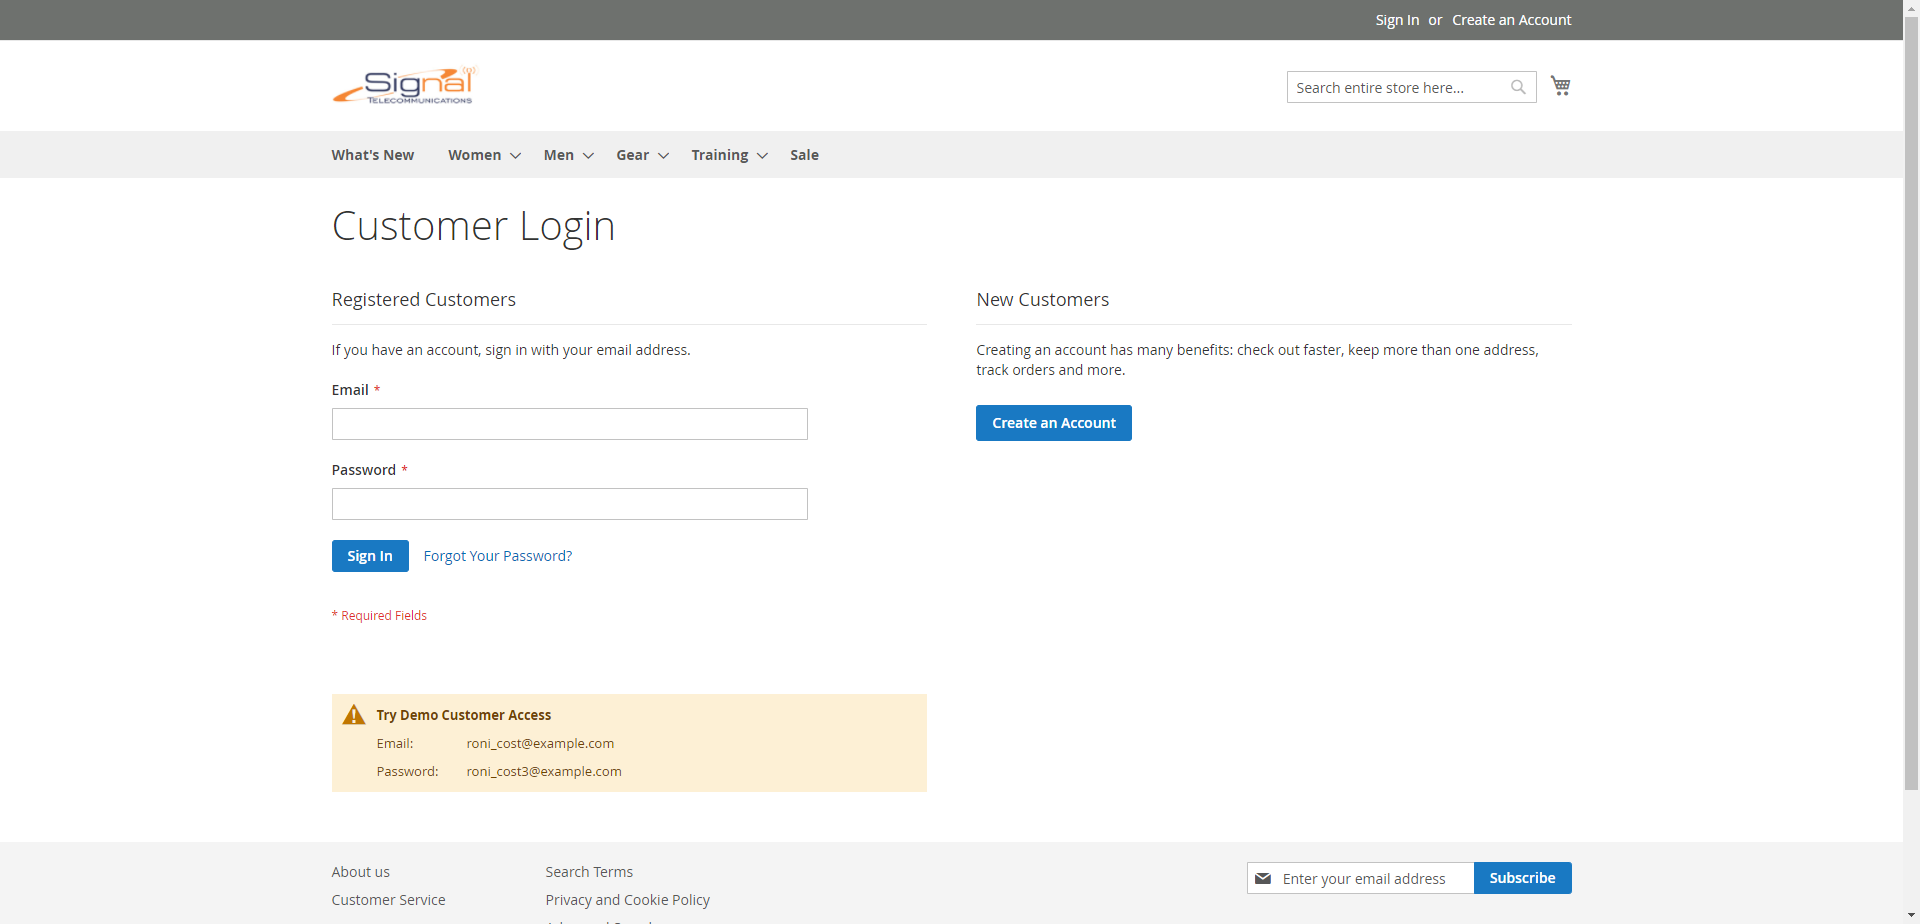 Sign In or Create an Account
Signal
TELECOMMUNICATIONS
Search entire store here...
What's New Women Men Gear Training Sale
Customer Login
Registered Customers
If you have an account, sign in with your email address.
Email *
Password *
Sign In Forgot Your Password?
* Required Fields
Try Demo Customer Access
Email: roni_cost@example.com
Password: roni_cost3@example.com
New Customers
Creating an account has many benefits: check out faster, keep more than one address,
track orders and more.
Create an Account
About us
Customer Service
Search Terms
Privacy and Cookie Policy
Enter your email address Subscribe